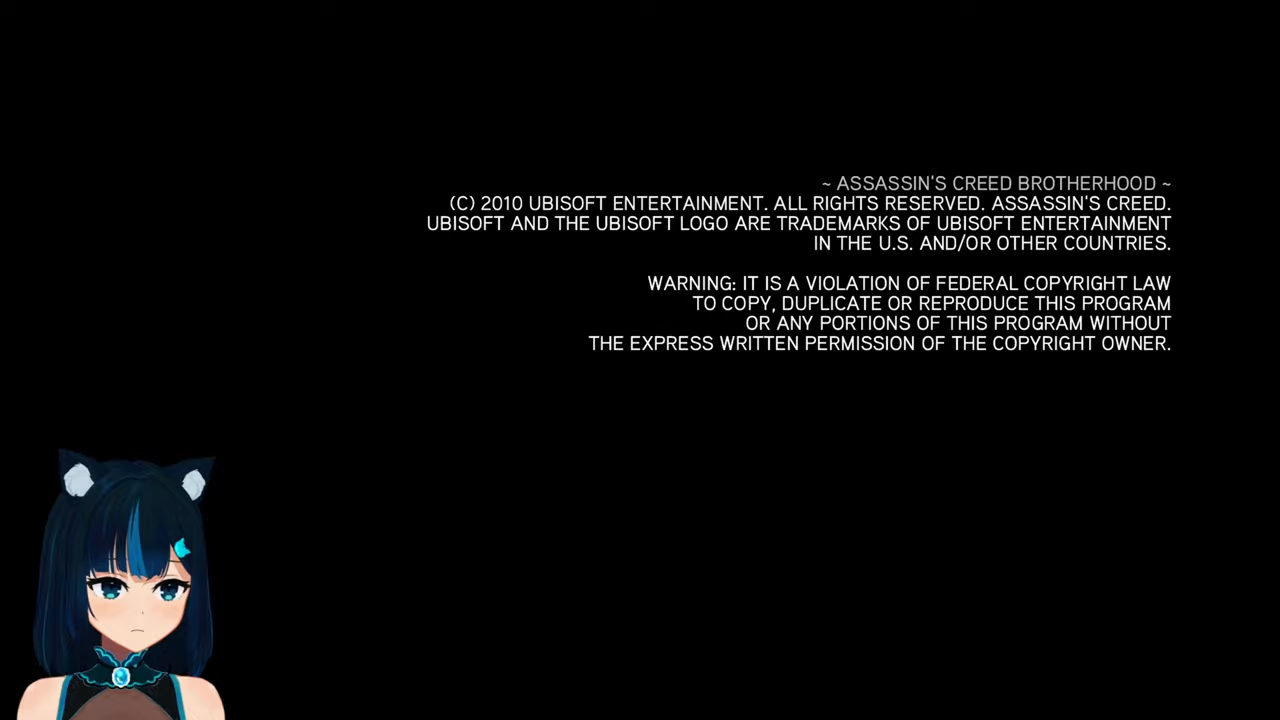 ~ ASSASSIN'S CREED BROTHERHOOD ~
(C) 2010 UBISOFT ENTERTAINMENT. ALL RIGHTS RESERVED. ASSASSIN'S CREED.
UBISOFT AND THE UBISOFT LOGO ARE TRADEMARKS OF UBISOFT ENTERTAINMENT
IN THE U.S. AND/OR OTHER COUNTRIES.
WARNING: IT IS A VIOLATION OF FEDERAL COPYRIGHT LAW
TO COPY, DUPLICATE OR REPRODUCE THIS PROGRAM
OR ANY PORTIONS OF THIS PROGRAM WITHOUT
THE EXPRESS WRITTEN PERMISSION OF THE COPYRIGHT OWNER.